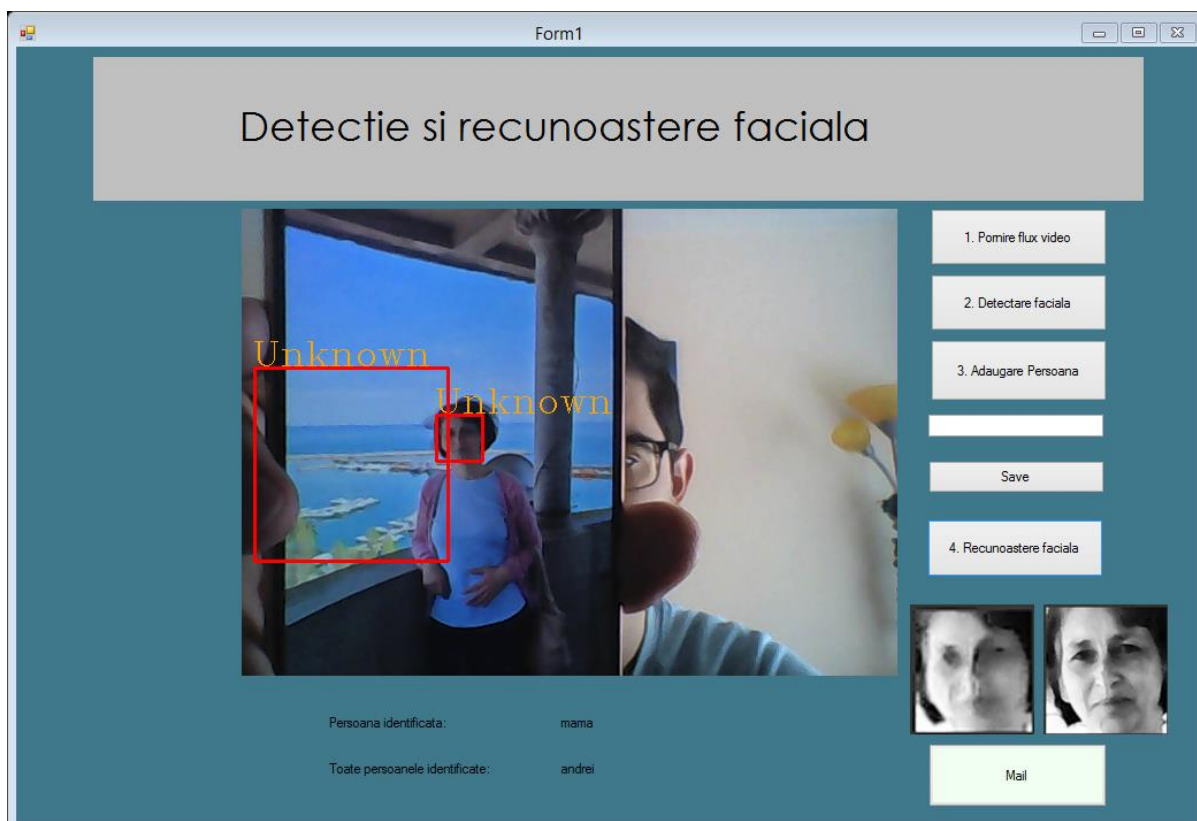 Form1
Detectie si recunoastere faciala
1. Pornire flux video
2. Detectare faciala
3. Adaugare Persoana
Unknown
Unknown
Save
4. Recunoastere faciala
Persoana identificata: mama
Toate persoanele identificate: andrei
Mail